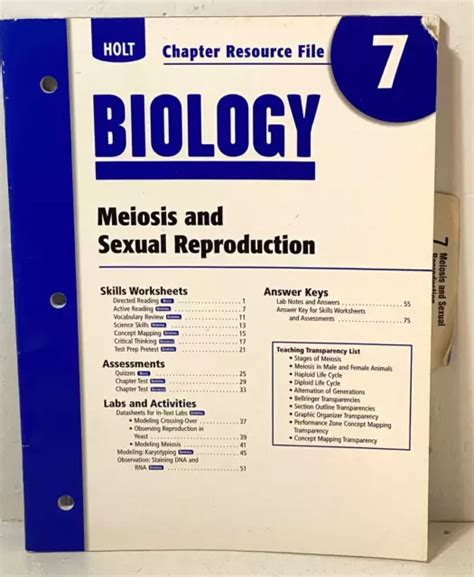 HOLT Chapter Resource File 7
BIOLOGY
Meiosis and
Sexual Reproduction
Skills Worksheets
Directed Reading ........ 1
Active Reading ........ 7
Vocabulary Review ........ 11
Science Skills ........ 13
Concept Mapping ........ 15
Critical Thinking ........ 17
Test Prep Pretest ........ 21
Assessments
Quizzes ........ 25
Chapter Test ........ 29
Chapter Test ........ 33
Labs and Activities
Datasheets for In-Text Labs
• Modeling Crossing-Over ........ 37
• Observing Reproduction in
Yeast ........ 39
• Modeling Meiosis ........ 41
Modeling: Karyotyping ........ 45
Observation: Staining DNA and
RNA ........ 51
Answer Keys
Lab Notes and Answers ........ 55
Answer Key for Skills Worksheets
and Assessments ........ 75
Teaching Transparency List
• Stages of Meiosis
• Meiosis in Male and Female Animals
• Haploid Life Cycle
• Diploid Life Cycle
• Alternation of Generations
• Bellringer Transparencies
• Section Outline Transparencies
• Graphic Organizer Transparency
• Performance Zone Concept Mapping
Transparency
• Concept Mapping Transparency
7 Meiosis and Sexual
Reproduction